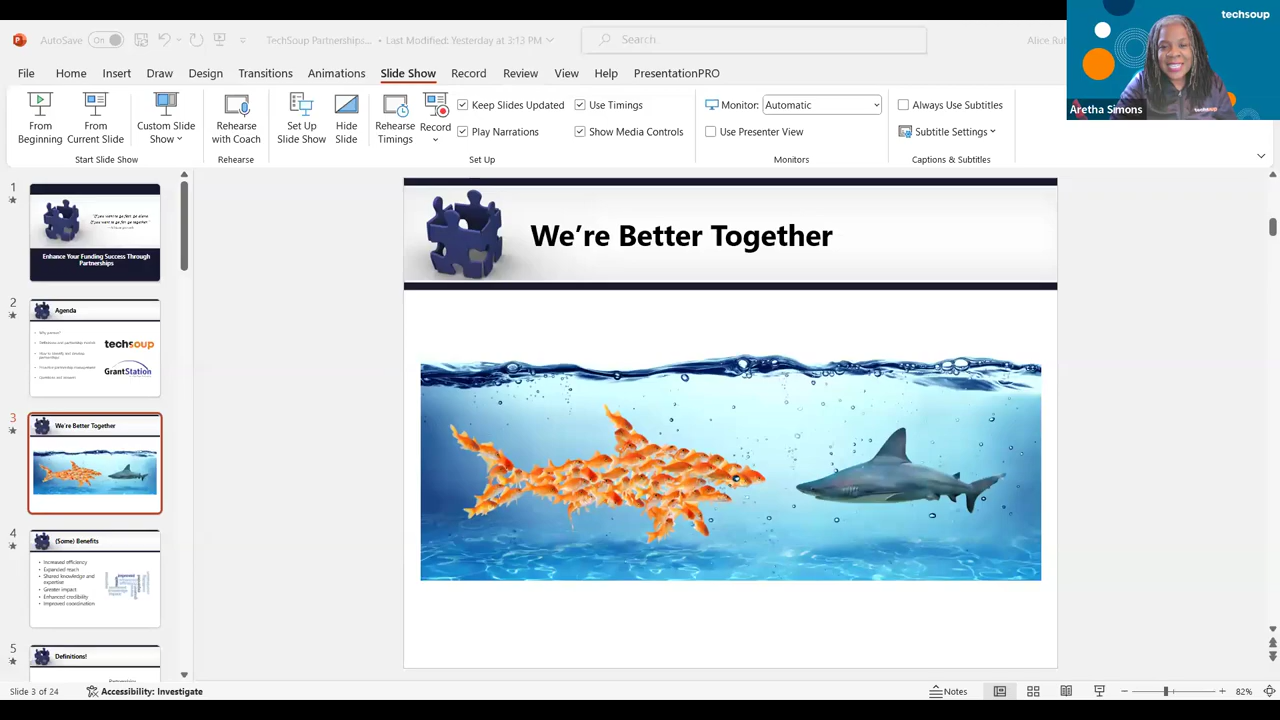 techsoup
Aretha Simons
AutoSave On TechSoup Partnerships... • Last Modified: Yesterday at 3:13 PM Search
File Home Insert Draw Design Transitions Animations Slide Show Record Review View Help PresentationPRO
From Beginning
From Current Slide
Custom Slide Show
Start Slide Show
Rehearse with Coach
Rehearse
Set Up Slide Show
Hide Slide
Rehearse Timings
Record
Keep Slides Updated
Use Timings
Play Narrations
Show Media Controls
Set Up
Monitor: Automatic
Use Presenter View
Monitors
Always Use Subtitles
Subtitle Settings
Captions & Subtitles
1
Enhance Your Funding Success Through
Partnerships
2
Agenda
techsoup
GrantStation
3
We're Better Together
4
(Some) Benefits
• Increased efficiency
• Expanded reach
• Shared knowledge and
expertise
• Greater impact
• Enhanced credibility
• Improved coordination
5
Definitions!
Partnerships
We're Better Together
Slide 3 of 24 Accessibility: Investigate Notes 82%